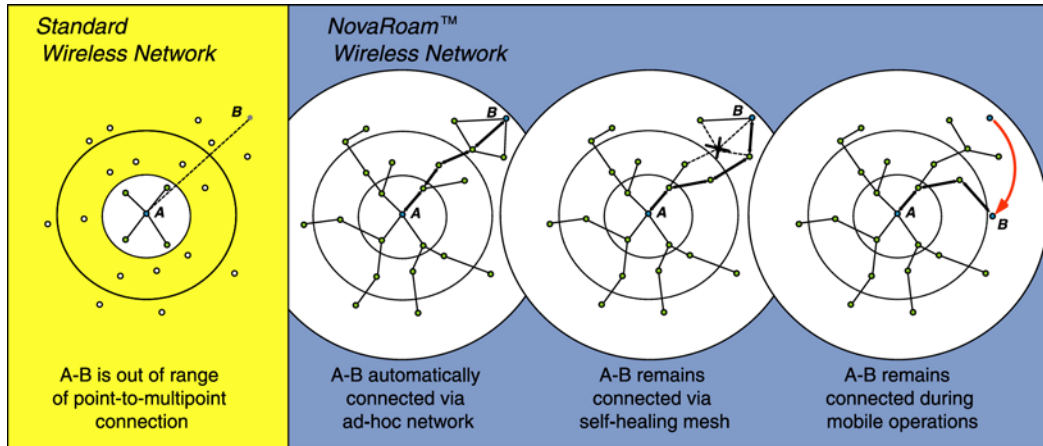 Standard
Wireless Network
NovaRoam™
Wireless Network
B
A
B
A
B
A
A
B
A-B is out of range
of point-to-multipoint
connection
A-B automatically
connected via
ad-hoc network
A-B remains
connected via
self-healing mesh
A-B remains
connected during
mobile operations